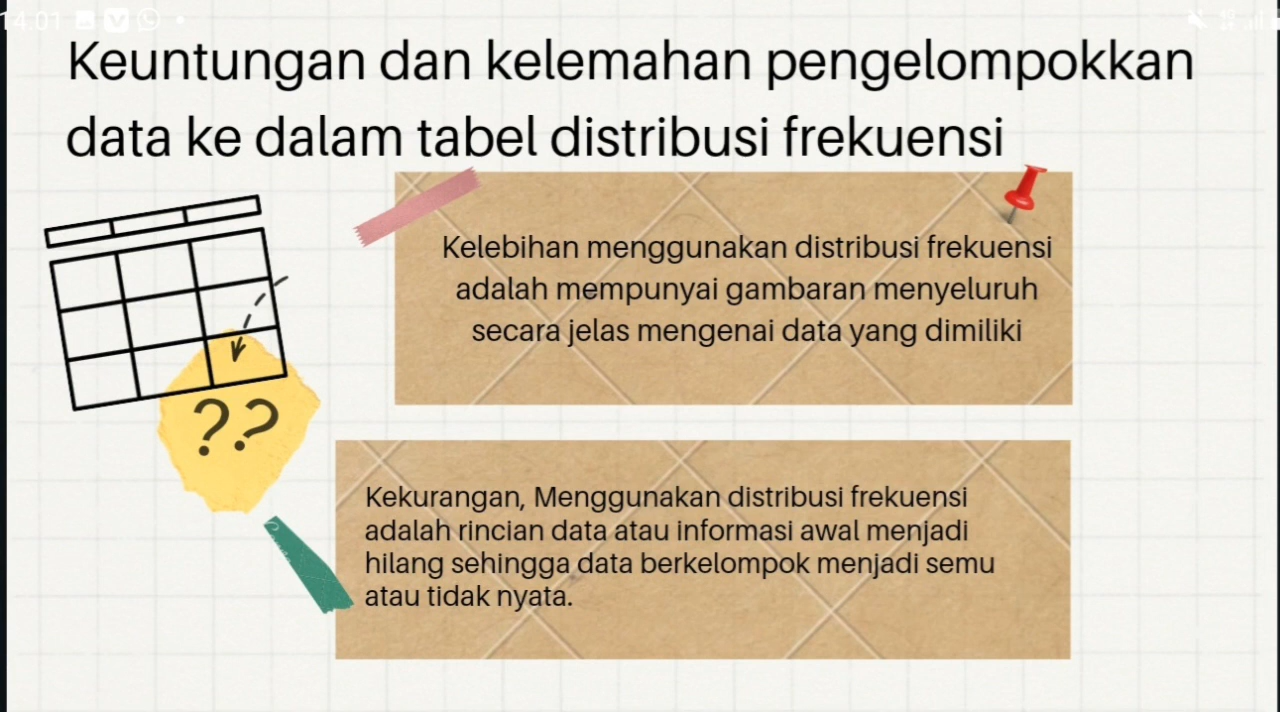 14.01
Keuntungan dan kelemahan pengelompokkan
data ke dalam tabel distribusi frekuensi
Kelebihan menggunakan distribusi frekuensi
adalah mempunyai gambaran menyeluruh
secara jelas mengenai data yang dimiliki
??
Kekurangan, Menggunakan distribusi frekuensi
adalah rincian data atau informasi awal menjadi
hilang sehingga data berkelompok menjadi semu
atau tidak nyata.